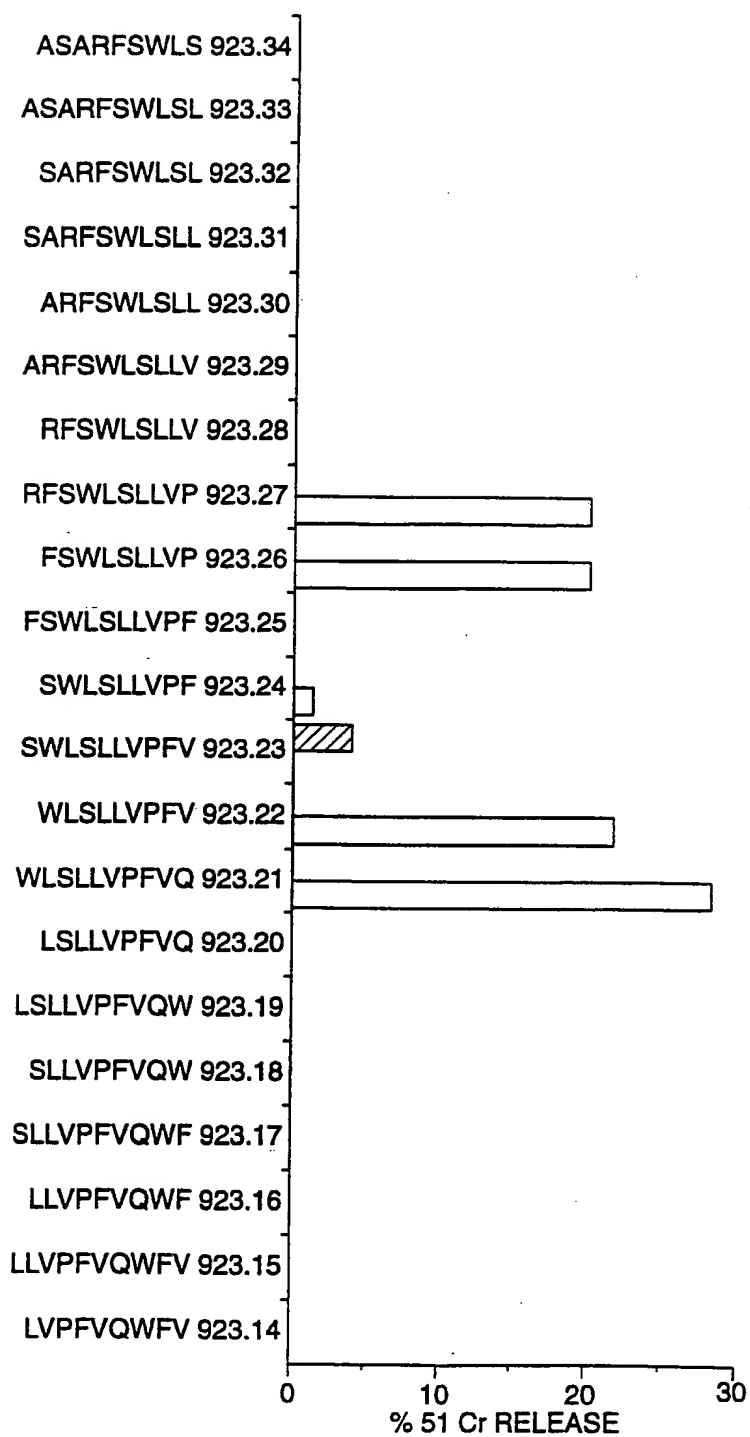 ASARFSWLS 923.34
ASARFSWLSL 923.33
SARFSWLSL 923.32
SARFSWLSLL 923.31
ARFSWLSLL 923.30
ARFSWLSLLV 923.29
RFSWLSLLV 923.28
RFSWLSLLVP 923.27
FSWLSLLVP 923.26
FSWLSLLVPF 923.25
SWLSLLVPF 923.24
SWLSLLVPFV 923.23
WLSLLVPFV 923.22
WLSLLVPFVQ 923.21
LSLLVPFVQ 923.20
LSLLVPFVQW 923.19
SLLVPFVQW 923.18
SLLVPFVQWF 923.17
LLVPFVQWF 923.16
LLVPFVQWFV 923.15
LVPFVQWFV 923.14
0 10 20 30
% 51 Cr RELEASE